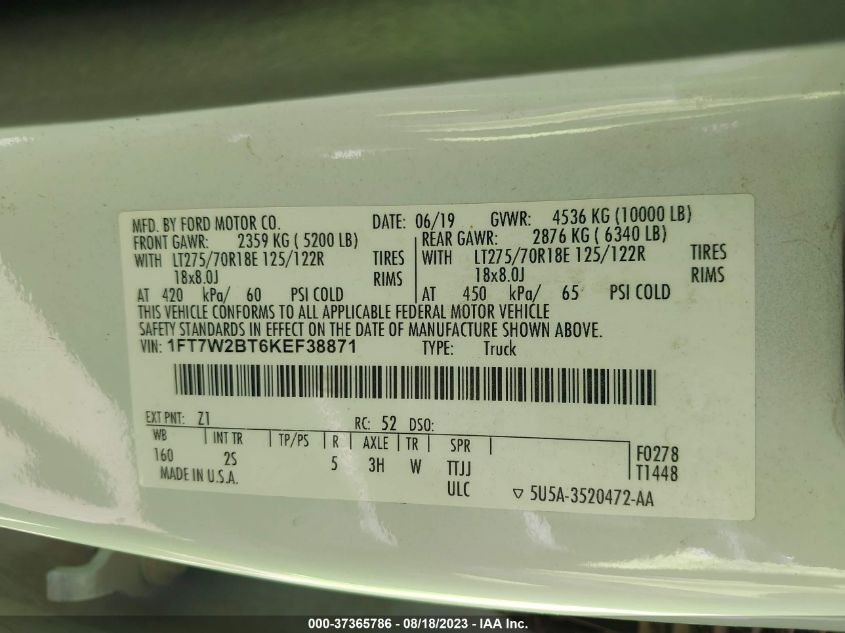 MFD. BY FORD MOTOR CO. DATE: 06/19 GVWR: 4536 KG (10000 LB)
FRONT GAWR: 2359 KG ( 5200 LB) REAR GAWR: 2876 KG ( 6340 LB)
WITH LT275/70R18E 125/122R TIRES WITH LT275/70R18E 125/122R TIRES
18x8.0J RIMS 18x8.0J RIMS
AT 420 kPa/ 60 PSI COLD AT 450 kPa/ 65 PSI COLD
THIS VEHICLE CONFORMS TO ALL APPLICABLE FEDERAL MOTOR VEHICLE
SAFETY STANDARDS IN EFFECT ON THE DATE OF MANUFACTURE SHOWN ABOVE.
VIN: 1FT7W2BT6KEF38871 TYPE: Truck
EXT PNT: Z1 RC: 52 DSO:
WB INT TR TP/PS R AXLE TR SPR F0278
160 2S 5 3H W TTJJ T1448
MADE IN U.S.A. ULC ▽ 5U5A-3520472-AA
000-37365786 - 08/18/2023 - IAA Inc.